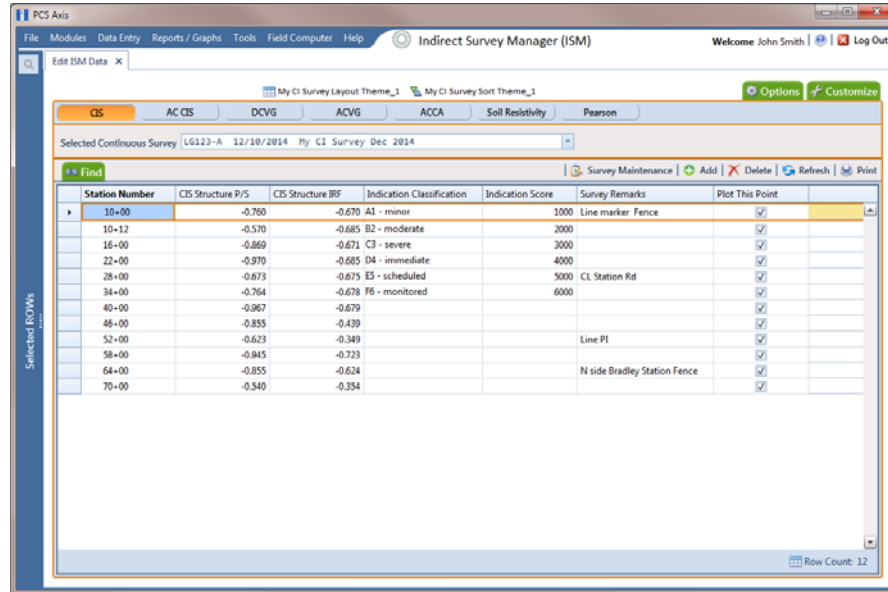 PCS Axis
File Modules Data Entry Reports / Graphs Tools Field Computer Help Indirect Survey Manager (ISM) Welcome John Smith | | Log Out
Edit ISM Data X
My CI Survey Layout Theme_1 My CI Survey Sort Theme_1 Options Customize
CIS AC CIS DCVG ACVG ACCA Soil Resistivity Pearson
Selected Continuous Survey LG123-A 12/10/2014 My CI Survey Dec 2014
Find | Survey Maintenance | Add | Delete | Refresh | Print
Station Number CIS Structure P/S CIS Structure IRF Indication Classification Indication Score Survey Remarks Plot This Point
10+00 -0.760 -0.670 A1 - minor 1000 Line marker Fence
10+12 -0.570 -0.685 B2 - moderate 2000
16+00 -0.869 -0.671 C3 - severe 3000
22+00 -0.970 -0.685 D4 - immediate 4000
28+00 -0.673 -0.675 E5 - scheduled 5000 CL Station Rd
34+00 -0.764 -0.678 F6 - monitored 6000
40+00 -0.967 -0.679
46+00 -0.855 -0.439
52+00 -0.623 -0.349 Line PI
58+00 -0.945 -0.723
64+00 -0.855 -0.624 N side Bradley Station Fence
70+00 -0.540 -0.354
Selected ROWs
Row Count: 12